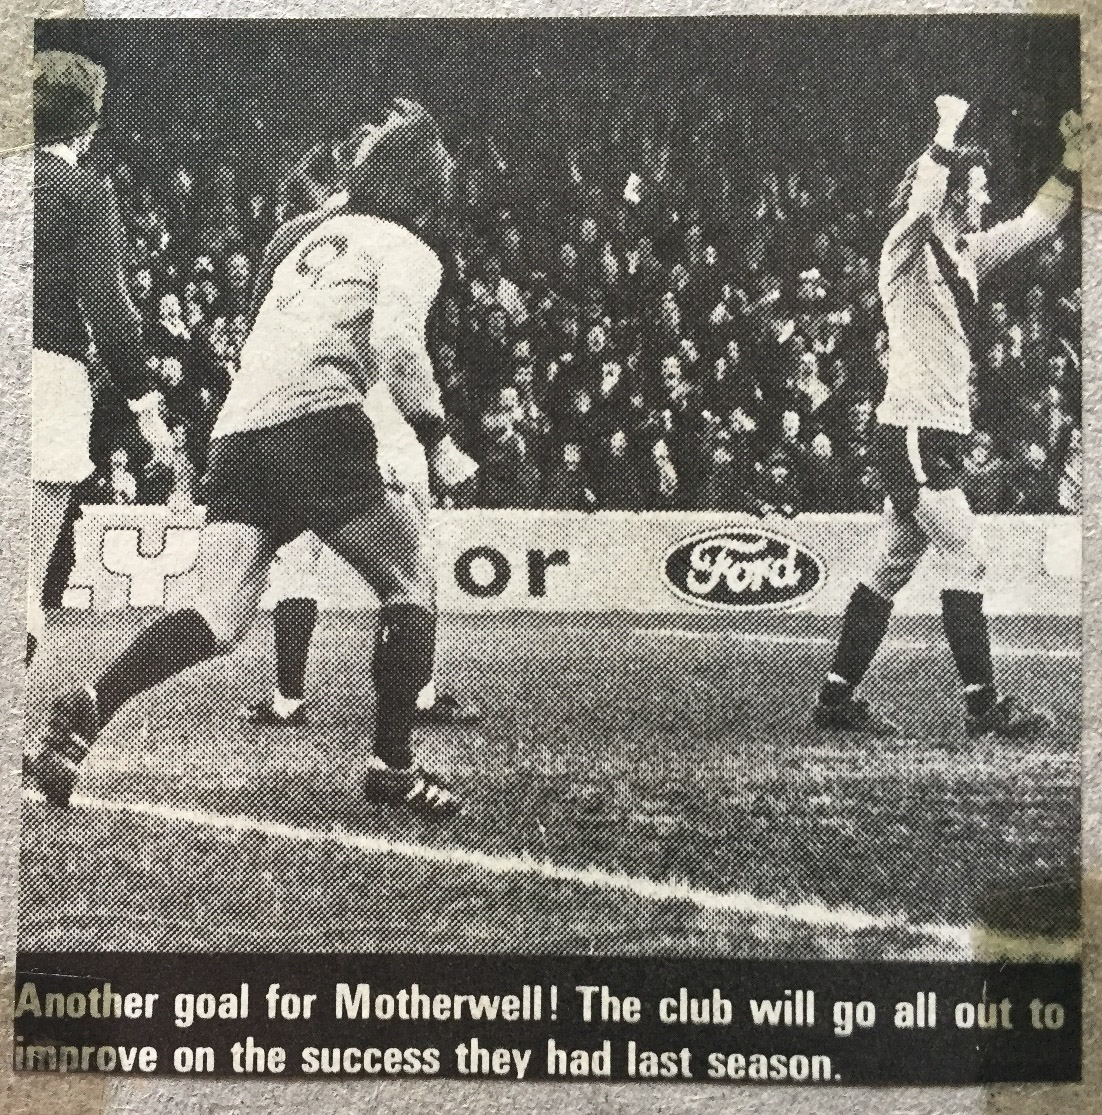 or Ford
Another goal for Motherwell! The club will go all out to
improve on the success they had last season.